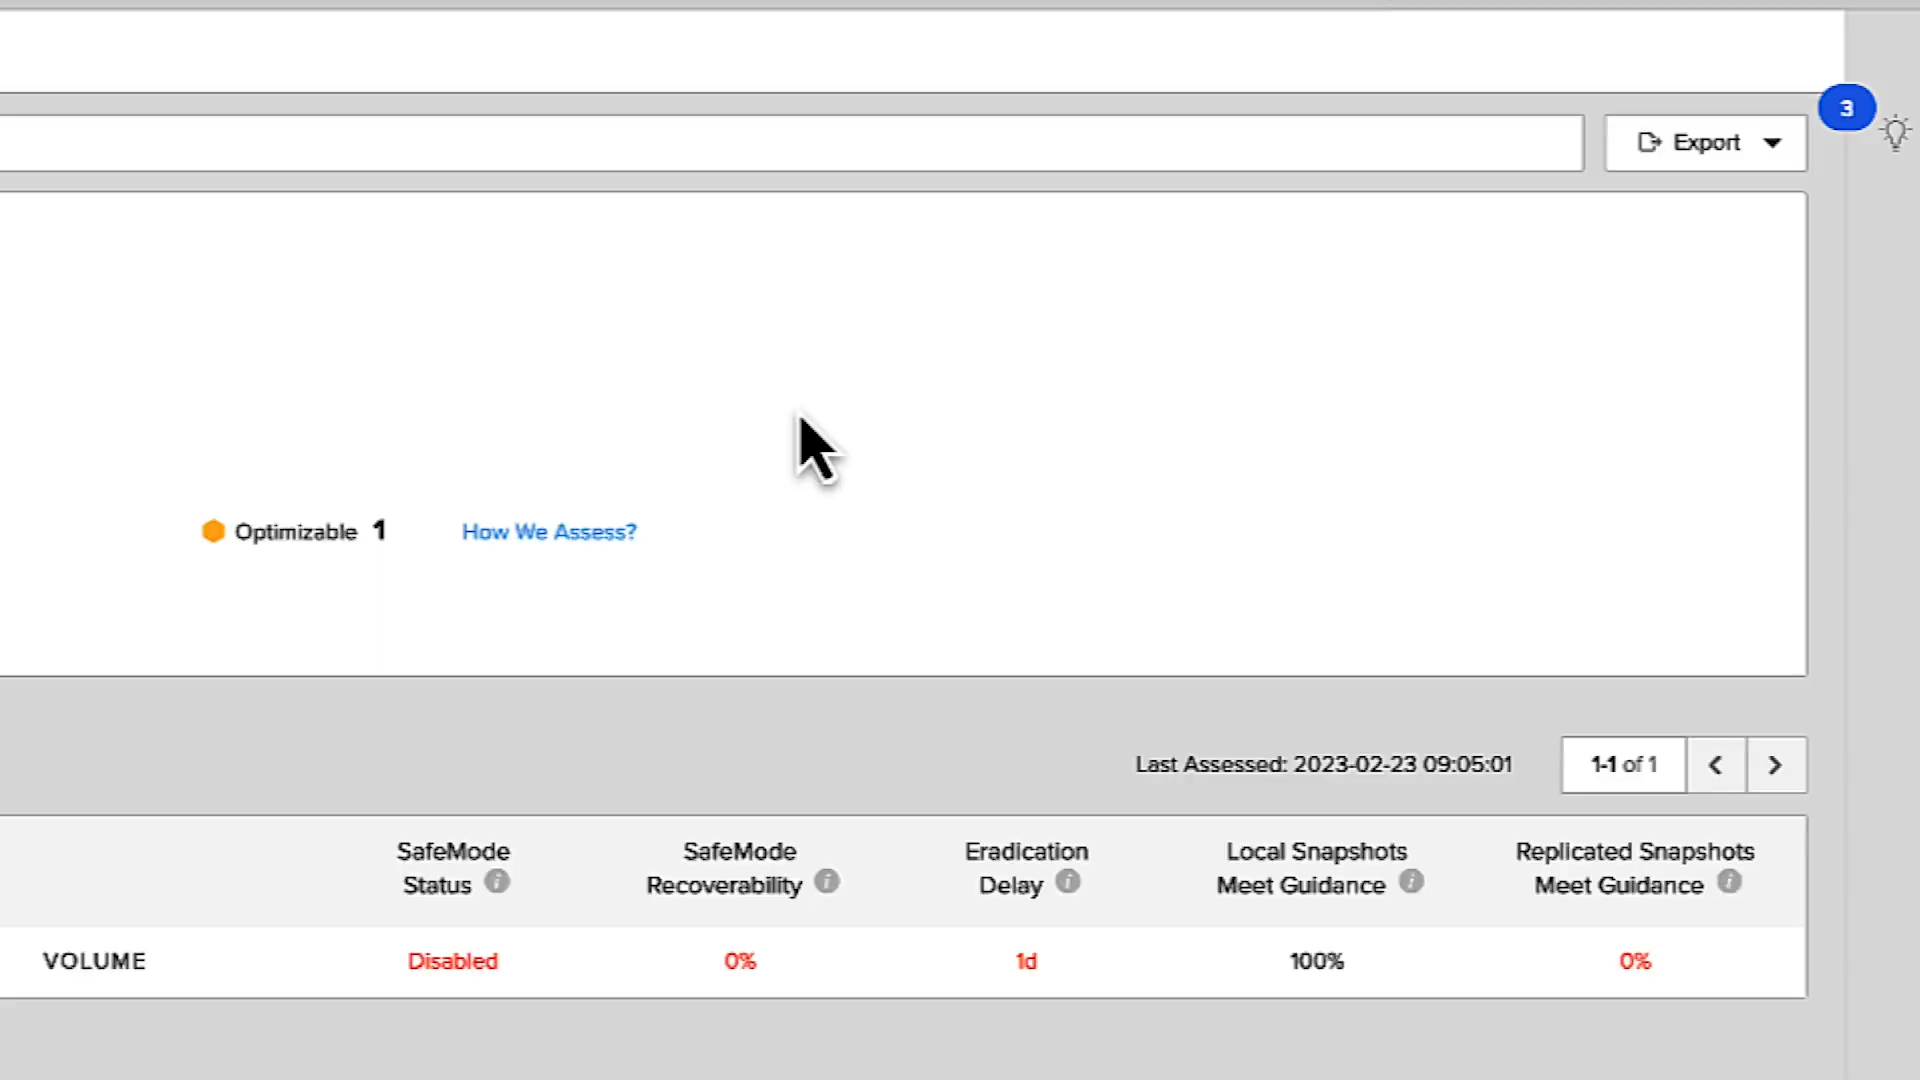 3
Export
Optimizable 1 How We Assess?
Last Assessed: 2023-02-23 09:05:01 1-1 of 1
SafeMode Status
SafeMode Recoverability
Eradication Delay
Local Snapshots Meet Guidance
Replicated Snapshots Meet Guidance
VOLUME Disabled 0% 1d 100% 0%